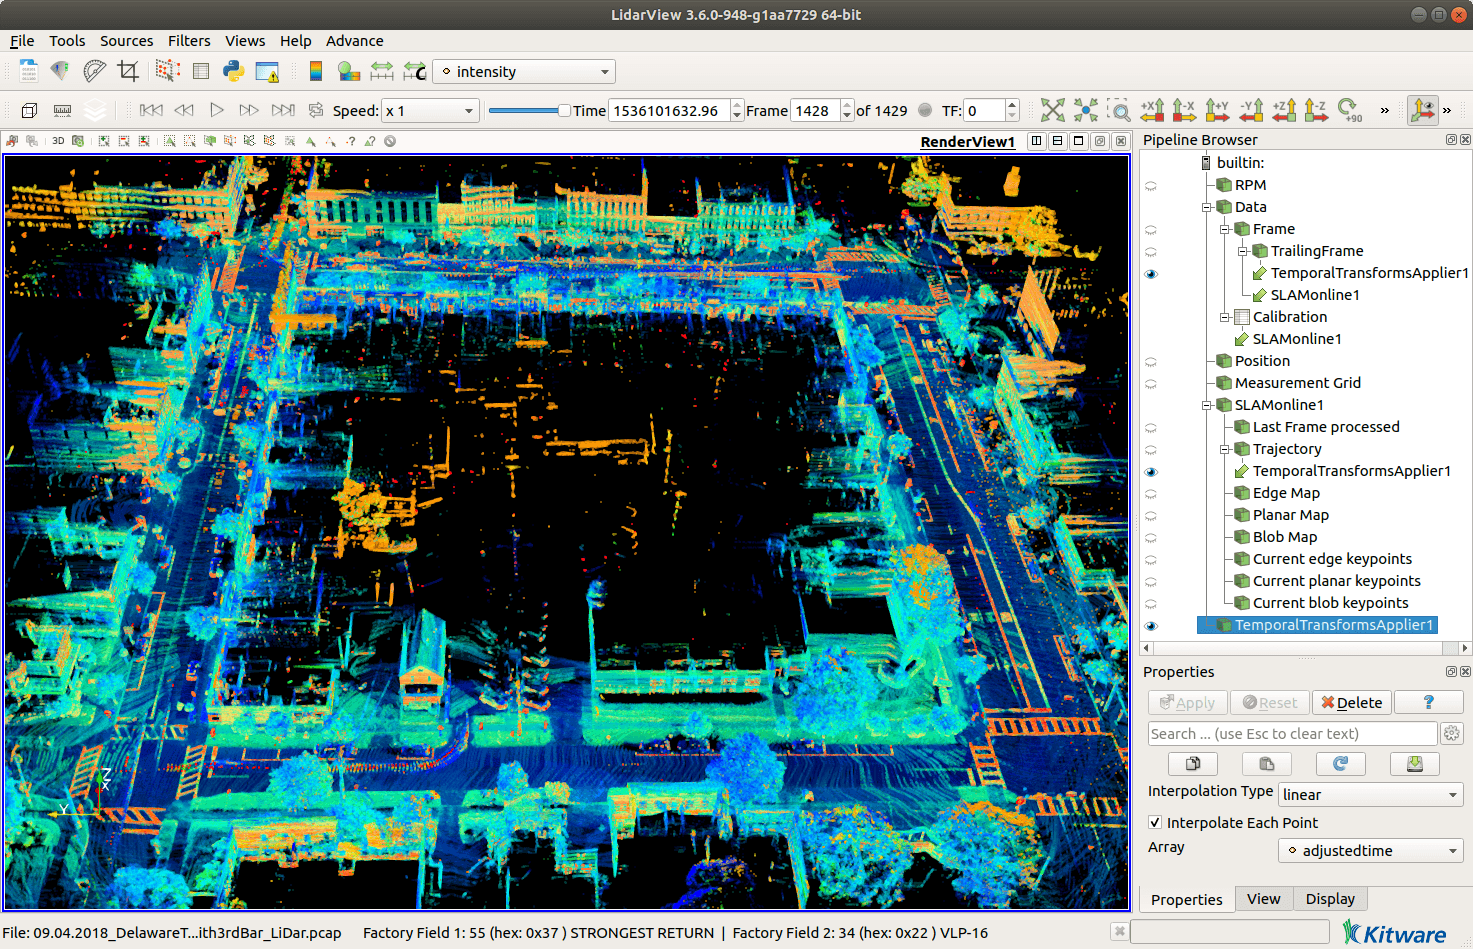 LidarView 3.6.0-948-g1aa7729 64-bit
File Tools Sources Filters Views Help Advance
intensity
Speed: x 1 Time 1536101632.96 Frame 1428 of 1429 TF: 0 +X -X +Y -Y +Z -Z +90 »
3D RenderView1
Pipeline Browser
builtin:
RPM
Data
Frame
TrailingFrame
TemporalTransformsApplier1
SLAMonline1
Calibration
SLAMonline1
Position
Measurement Grid
SLAMonline1
Last Frame processed
Trajectory
TemporalTransformsApplier1
Edge Map
Planar Map
Blob Map
Current edge keypoints
Current planar keypoints
Current blob keypoints
TemporalTransformsApplier1
Z
X
Y
Properties
Apply Reset Delete ?
Search ... (use Esc to clear text)
Interpolation Type linear
Interpolate Each Point
Array adjustedtime
Properties View Display
File: 09.04.2018_DelawareT...ith3rdBar_LiDar.pcap Factory Field 1: 55 (hex: 0x37 ) STRONGEST RETURN | Factory Field 2: 34 (hex: 0x22 ) VLP-16
Kitware